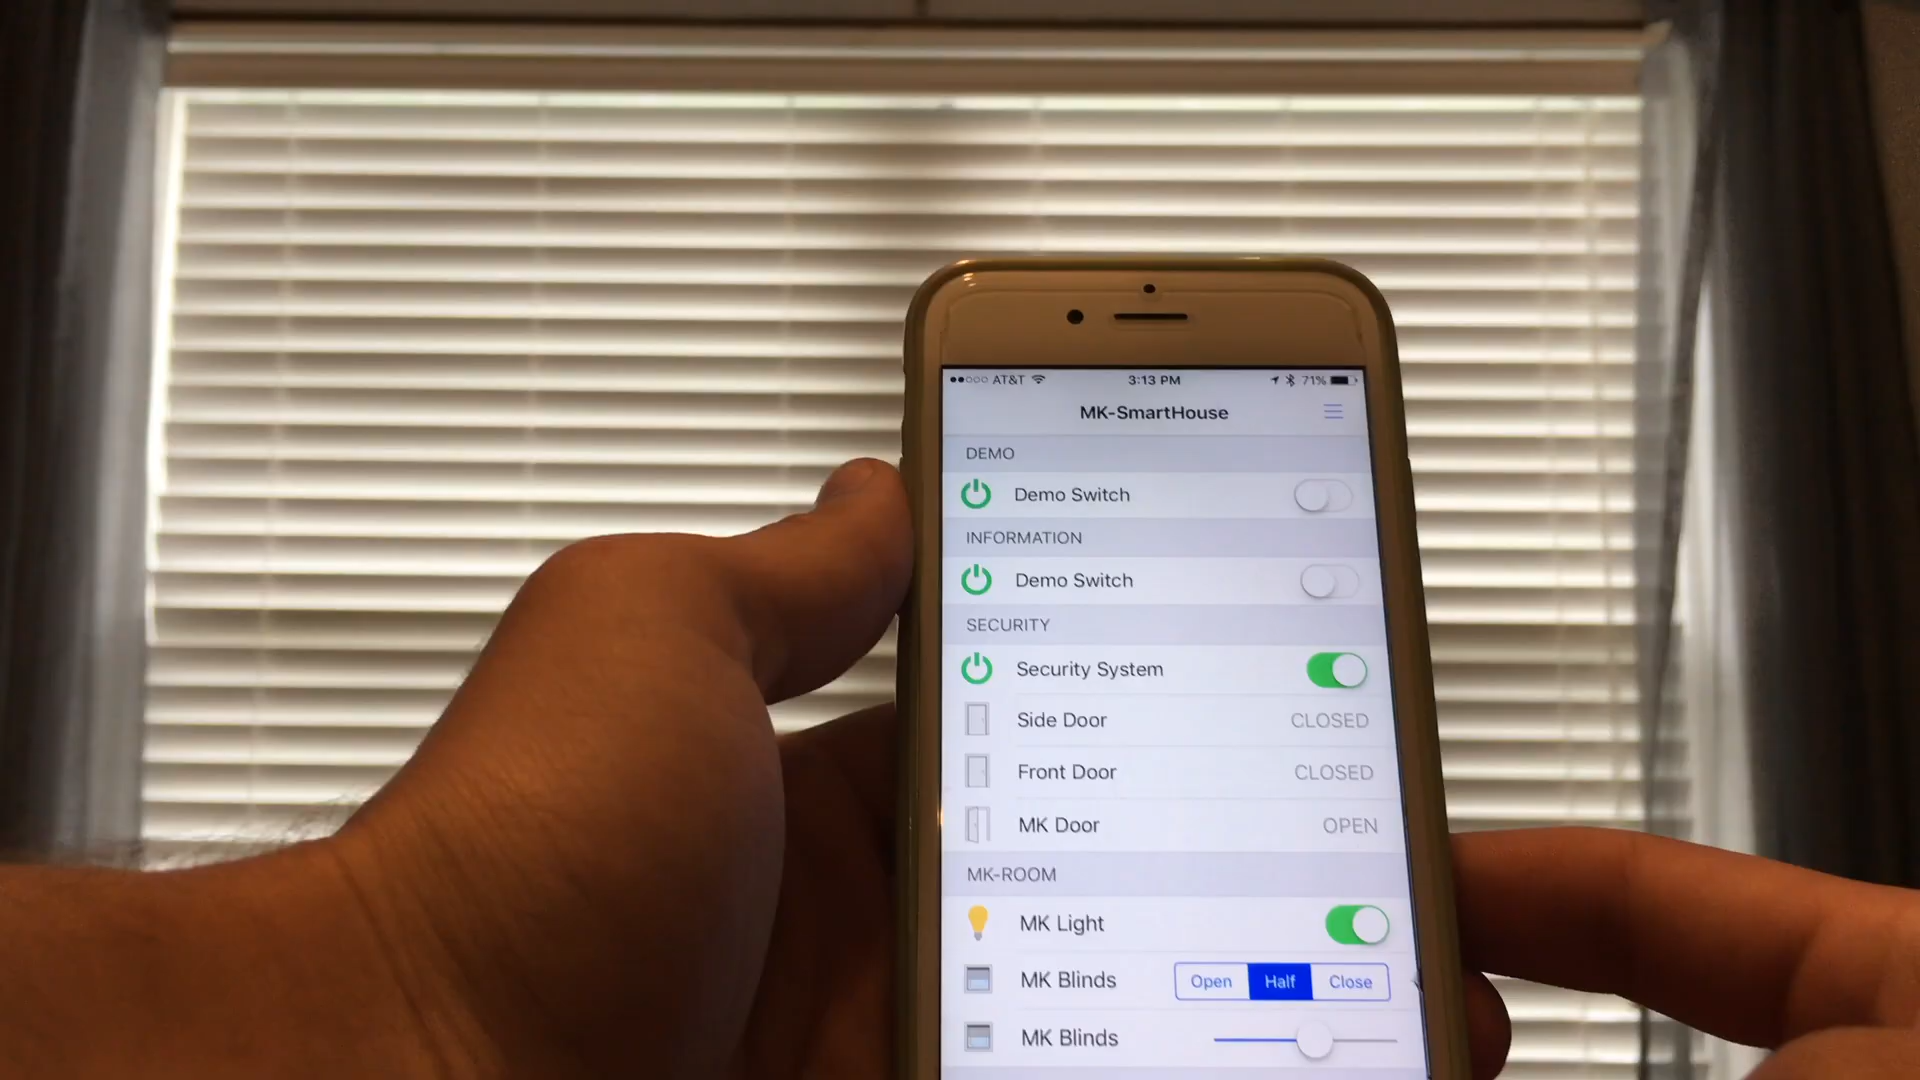 AT&T 3:13 PM 71%
MK-SmartHouse
DEMO
Demo Switch
INFORMATION
Demo Switch
SECURITY
Security System
Side Door CLOSED
Front Door CLOSED
MK Door OPEN
MK-ROOM
MK Light
MK Blinds Open Half Close
MK Blinds